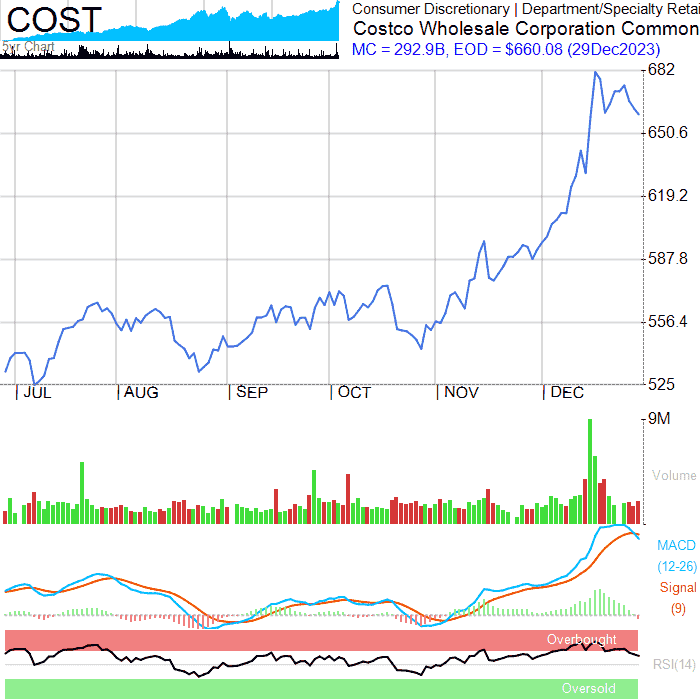 COST
5yr Chart
Consumer Discretionary | Department/Specialty Retai
Costco Wholesale Corporation Common
MC = 292.9B, EOD = $660.08 (29Dec2023)
682
650.6
619.2
587.8
556.4
525
JUL AUG SEP OCT NOV DEC
9M
Volume
MACD
(12-26)
Signal
(9)
Overbought
RSI(14)
Oversold